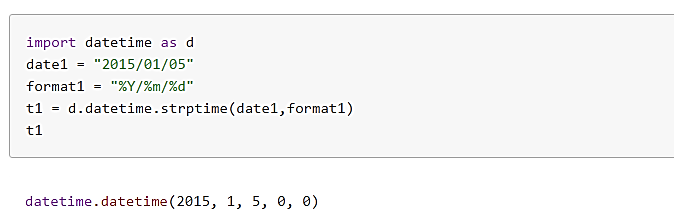 import datetime as d
date1 = "2015/01/05"
format1 = "%Y/%m/%d"
t1 = d.datetime.strptime(date1,format1)
t1
datetime.datetime(2015, 1, 5, 0, 0)